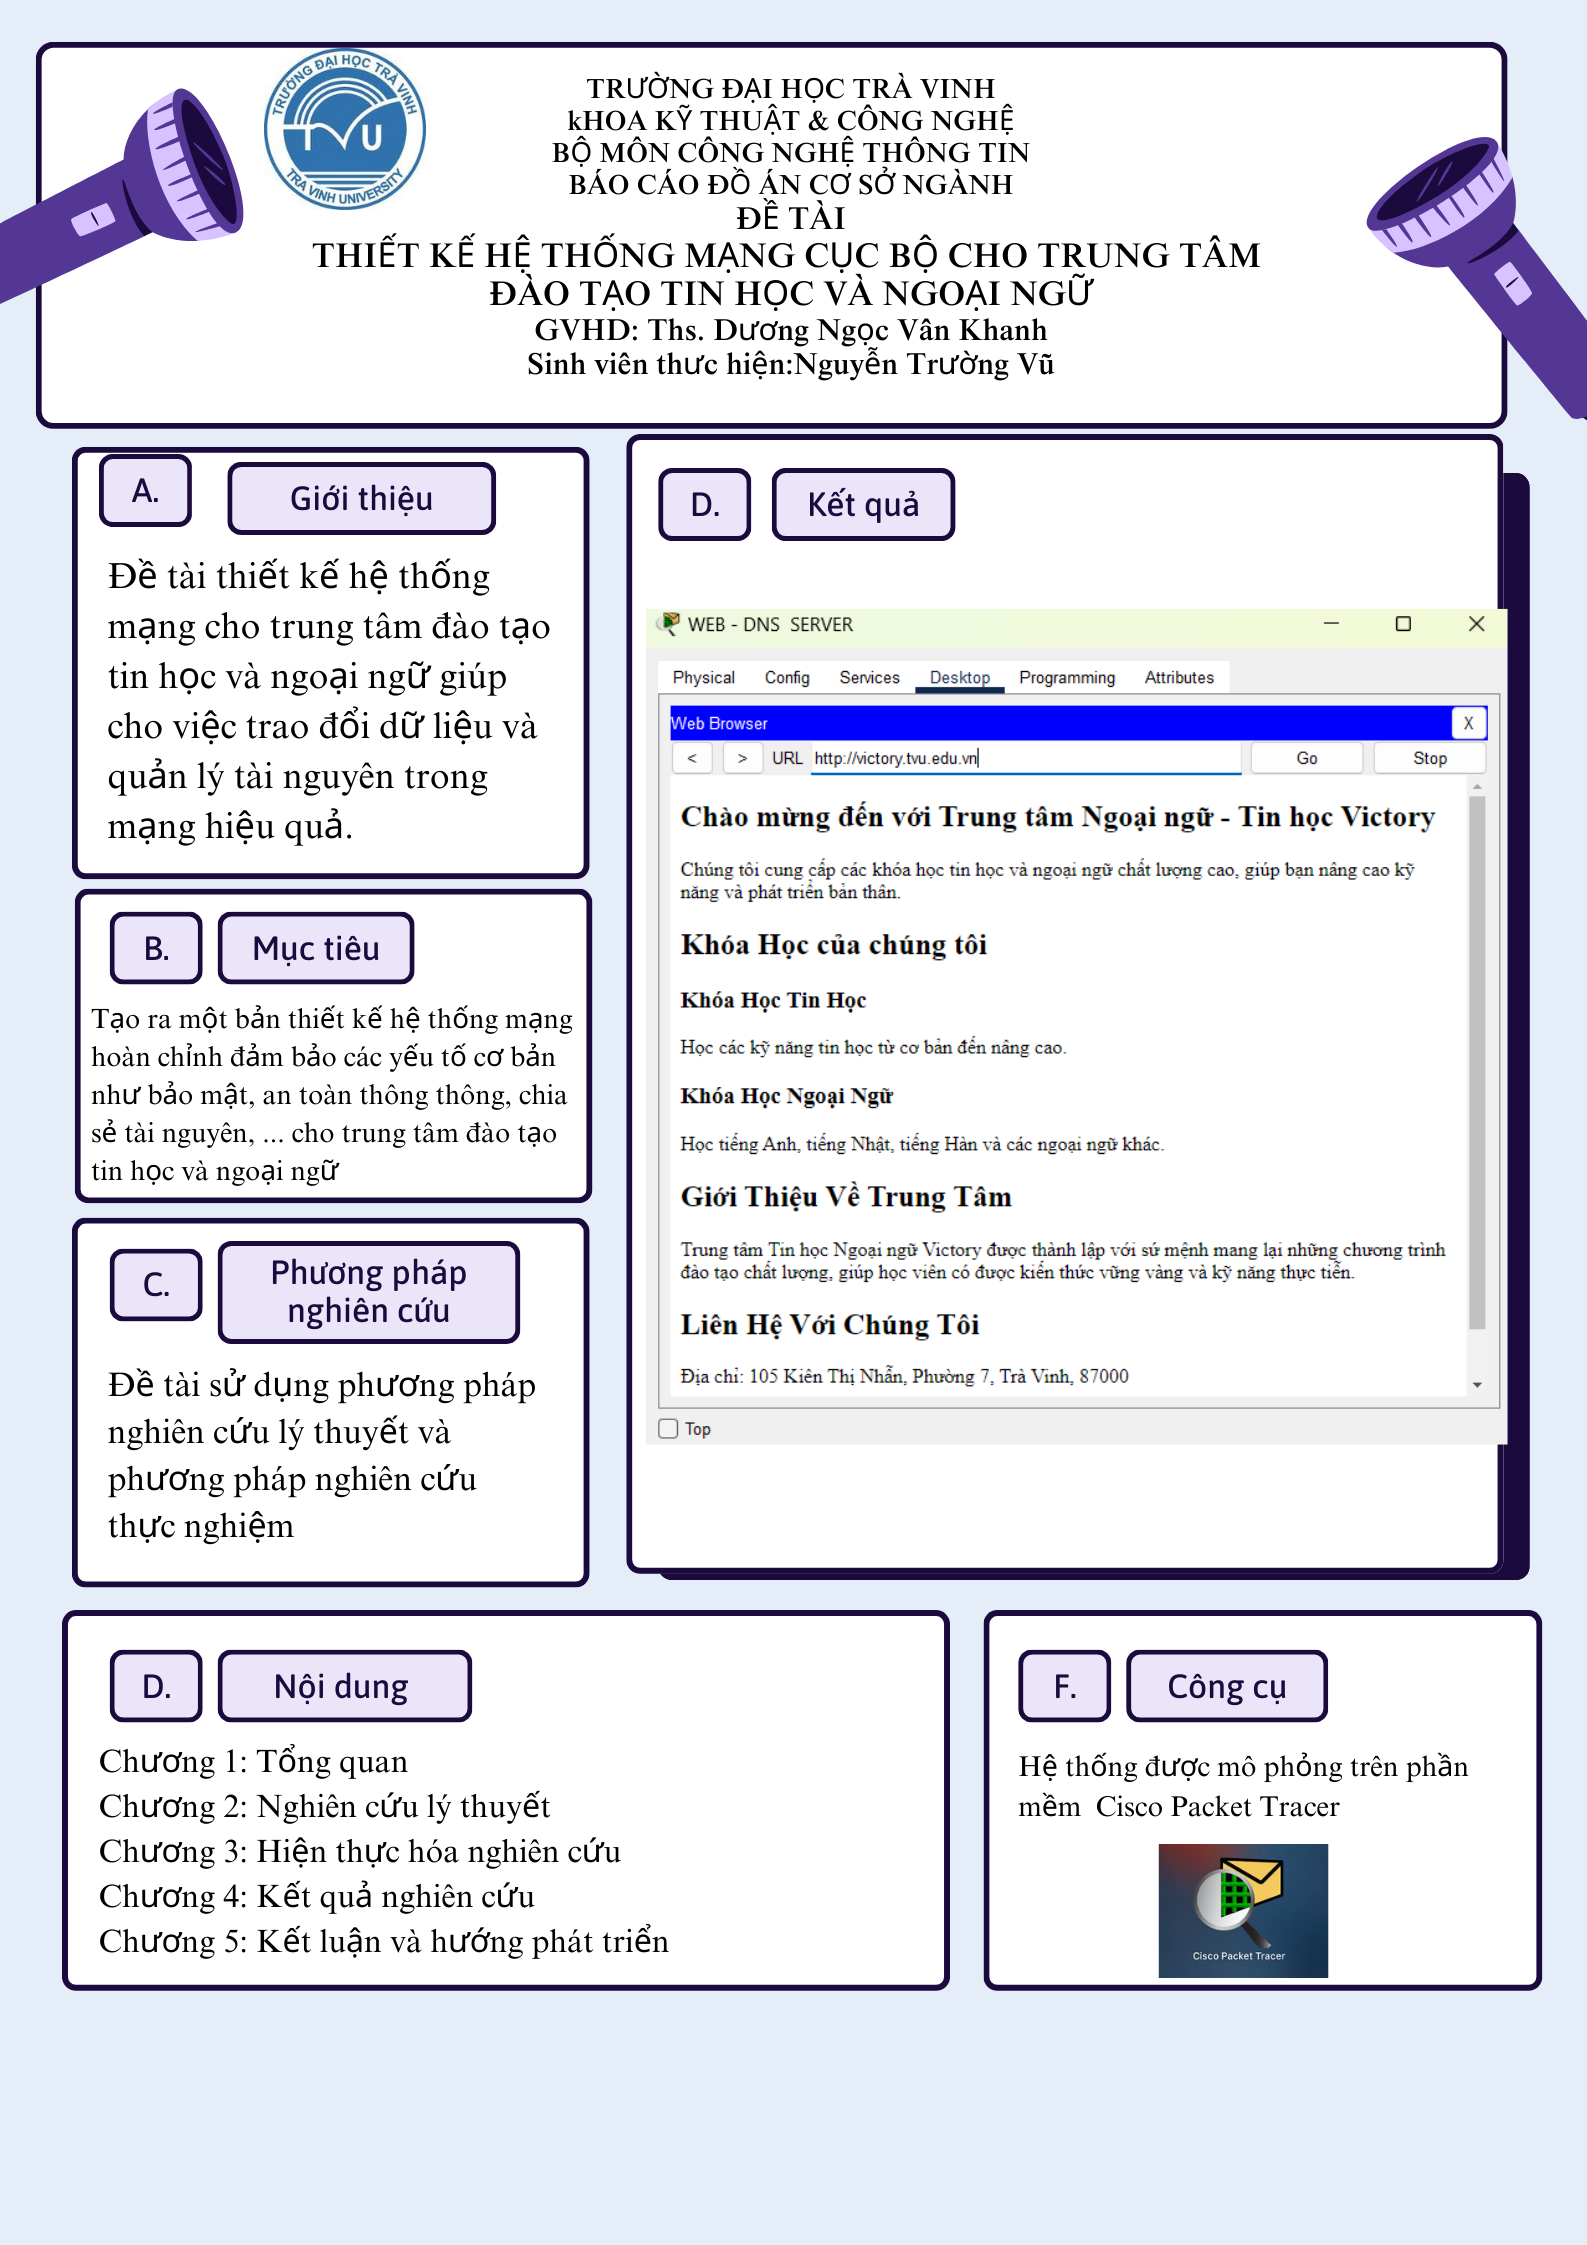 TRƯỜNG ĐẠI HỌC TRÀ VINH
TVU
TRA VINH UNIVERSITY
TRƯỜNG ĐẠI HỌC TRÀ VINH
kHOA KỸ THUẬT & CÔNG NGHỆ
BỘ MÔN CÔNG NGHỆ THÔNG TIN
BÁO CÁO ĐỒ ÁN CƠ SỞ NGÀNH
ĐỀ TÀI
THIẾT KẾ HỆ THỐNG MẠNG CỤC BỘ CHO TRUNG TÂM
ĐÀO TẠO TIN HỌC VÀ NGOẠI NGỮ
GVHD: Ths. Dương Ngọc Vân Khanh
Sinh viên thưc hiện:Nguyễn Trường Vũ
A.
Giới thiệu
Đề tài thiết kế hệ thống
mạng cho trung tâm đào tạo
tin học và ngoại ngữ giúp
cho việc trao đổi dữ liệu và
quản lý tài nguyên trong
mạng hiệu quả.
B.
Mục tiêu
Tạo ra một bản thiết kế hệ thống mạng
hoàn chỉnh đảm bảo các yếu tố cơ bản
như bảo mật, an toàn thông thông, chia
sẻ tài nguyên, ... cho trung tâm đào tạo
tin học và ngoại ngữ
C.
Phương pháp
nghiên cứu
Đề tài sử dụng phương pháp
nghiên cứu lý thuyết và
phương pháp nghiên cứu
thực nghiệm
D.
Kết quả
WEB - DNS SERVER
Physical Config Services Desktop Programming Attributes
Web Browser X
< > URL http://victory.tvu.edu.vn Go Stop
Chào mừng đến với Trung tâm Ngoại ngữ - Tin học Victory
Chúng tôi cung cấp các khóa học tin học và ngoại ngữ chất lượng cao, giúp bạn nâng cao kỹ
năng và phát triển bản thân.
Khóa Học của chúng tôi
Khóa Học Tin Học
Học các kỹ năng tin học từ cơ bản đến nâng cao.
Khóa Học Ngoại Ngữ
Học tiếng Anh, tiếng Nhật, tiếng Hàn và các ngoại ngữ khác.
Giới Thiệu Về Trung Tâm
Trung tâm Tin học Ngoại ngữ Victory được thành lập với sứ mệnh mang lại những chương trình
đào tạo chất lượng, giúp học viên có được kiến thức vững vàng và kỹ năng thực tiễn.
Liên Hệ Với Chúng Tôi
Địa chỉ: 105 Kiên Thị Nhẫn, Phường 7, Trà Vinh, 87000
Top
D.
Nội dung
Chương 1: Tổng quan
Chương 2: Nghiên cứu lý thuyết
Chương 3: Hiện thực hóa nghiên cứu
Chương 4: Kết quả nghiên cứu
Chương 5: Kết luận và hướng phát triển
F.
Công cụ
Hệ thống được mô phỏng trên phần
mềm Cisco Packet Tracer
Cisco Packet Tracer